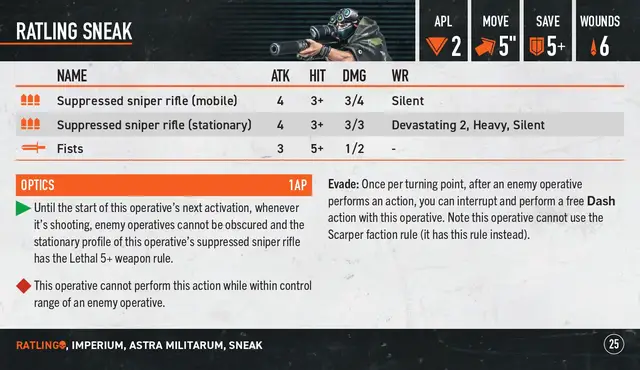 RATLING SNEAK
APL
2
MOVE
5"
SAVE
5+
WOUNDS
6
NAME ATK HIT DMG WR
Suppressed sniper rifle (mobile) 4 3+ 3/4 Silent
Suppressed sniper rifle (stationary) 4 3+ 3/3 Devastating 2, Heavy, Silent
Fists 3 5+ 1/2 -
OPTICS 1AP
Until the start of this operative's next activation, whenever
it's shooting, enemy operatives cannot be obscured and the
stationary profile of this operative's suppressed sniper rifle
has the Lethal 5+ weapon rule.
This operative cannot perform this action while within control
range of an enemy operative.
Evade: Once per turning point, after an enemy operative
performs an action, you can interrupt and perform a free Dash
action with this operative. Note this operative cannot use the
Scarper faction rule (it has this rule instead).
RATLING, IMPERIUM, ASTRA MILITARUM, SNEAK
25